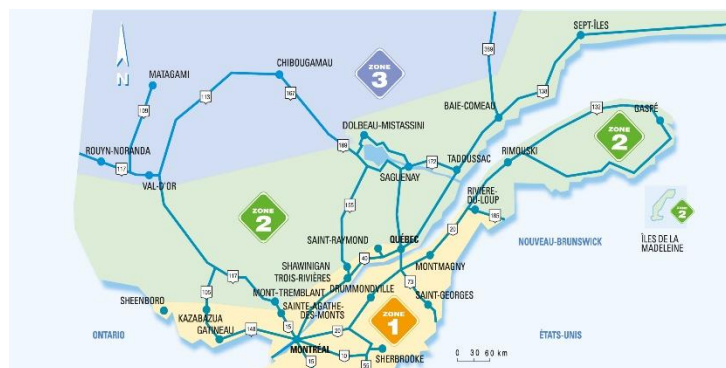 SEPT-ÎLES
ZONE
3
CHIBOUGAMAU
MATAGAMI
389
138
113
167
109
BAIE-COMEAU
132
GASPÉ
ZONE
2
DOLBEAU-MISTASSINI
169
ROUYN-NORANDA
117
RIMOUSKI
TADOUSSAC
172
SAGUENAY
VAL-D'OR
RIVIÈRE-
DU-LOUP
185
ZONE
2
155
ZONE
2
20
SAINT-RAYMOND
QUÉBEC
NOUVEAU-BRUNSWICK
ÎLES DE LA
MADELEINE
40
MONTMAGNY
SHAWINIGAN
TROIS-RIVIÈRES
117
73
105
DRUMMONDVILLE
SAINT-GEORGES
SHEENBORO
MONT-TREMBLANT
SAINTE-AGATHE-
DES-MONTS
KAZABAZUA
GATINEAU
148
15
20
ZONE
1
ONTARIO
ÉTATS-UNIS
MONTRÉAL
10
SHERBROOKE
0 30 60 km
15
55
N